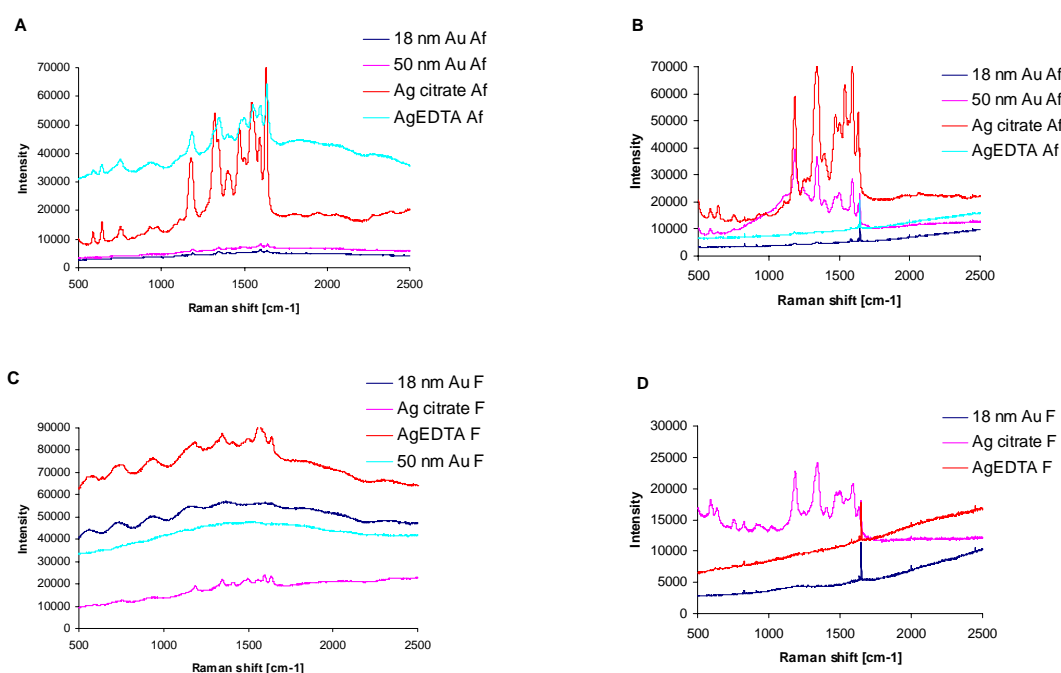 A
18 nm Au Af
50 nm Au Af
Ag citrate Af
AgEDTA Af
70000
60000
50000
40000
30000
20000
10000
0
Intensity
500 1000 1500 2000 2500
Raman shift [cm-1]
B
18 nm Au Af
50 nm Au Af
Ag citrate Af
AgEDTA Af
70000
60000
50000
40000
30000
20000
10000
0
Intensity
500 1000 1500 2000 2500
Raman shift [cm-1]
C
18 nm Au F
Ag citrate F
AgEDTA F
50 nm Au F
90000
80000
70000
60000
50000
40000
30000
20000
10000
0
Intensity
500 1000 1500 2000 2500
Raman shift [cm-1]
D
18 nm Au F
Ag citrate F
AgEDTA F
30000
25000
20000
15000
10000
5000
0
Intensity
500 1000 1500 2000 2500
Raman shift [cm-1]